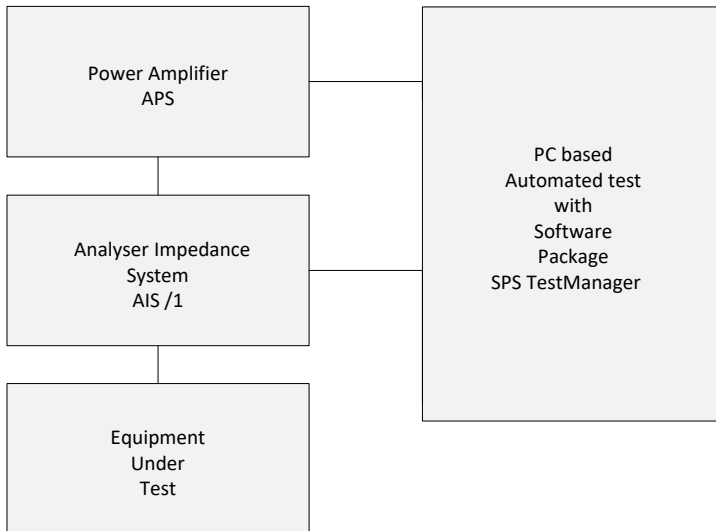 Power Amplifier
APS
Analyser Impedance
System
AIS /1
Equipment
Under
Test
PC based
Automated test
with
Software
Package
SPS TestManager